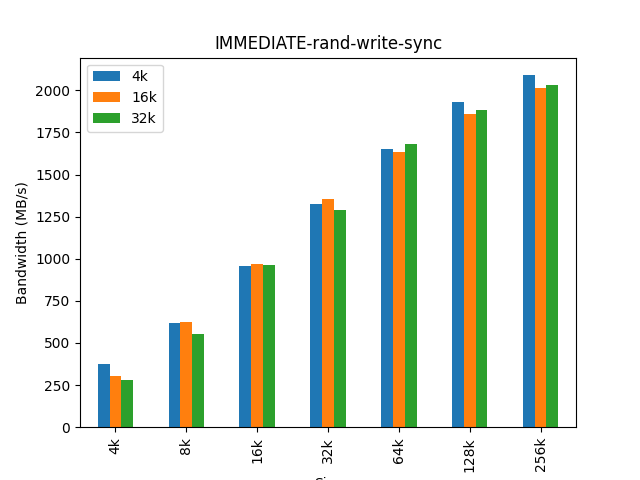 IMMEDIATE-rand-write-sync
4k
16k
32k
2000
1750
1500
1250
1000
750
500
250
0
Bandwidth (MB/s)
4k
8k
16k
32k
64k
128k
256k